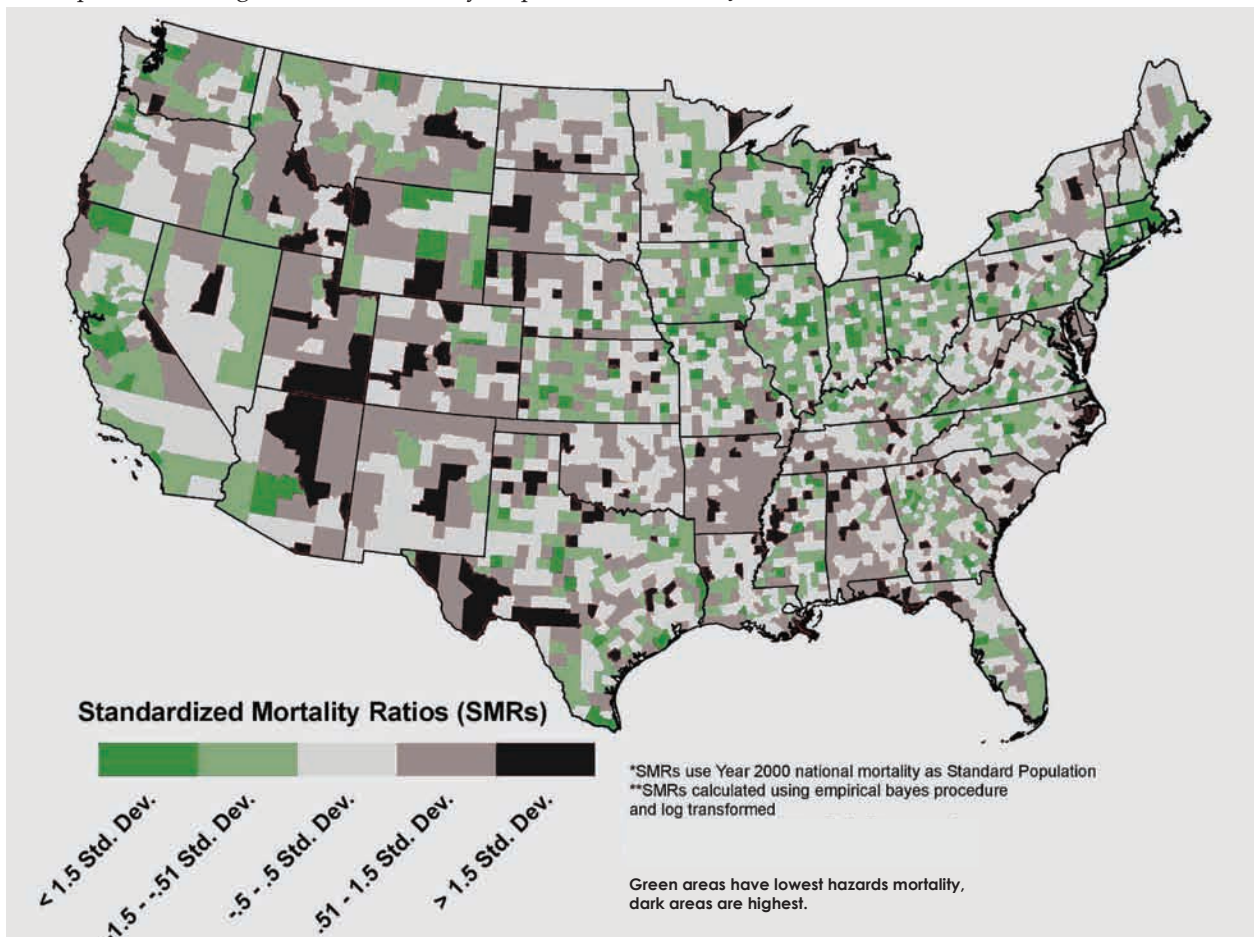 Standardized Mortality Ratios (SMRs)
< 1.5 Std. Dev.
-1.5 - -.51 Std. Dev.
-.5 - .5 Std. Dev.
.51 - 1.5 Std. Dev.
> 1.5 Std. Dev.
*SMRs use Year 2000 national mortality as Standard Population
**SMRs calculated using empirical bayes procedure
and log transformed
Green areas have lowest hazards mortality,
dark areas are highest.